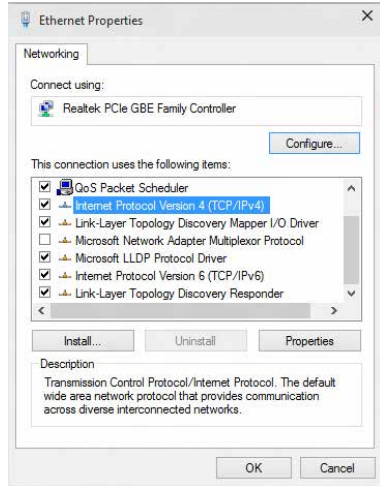 Ethernet Properties
Networking
Connect using:
Realtek PCIe GBE Family Controller
Configure...
This connection uses the following items:
QoS Packet Scheduler
Internet Protocol Version 4 (TCP/IPv4)
Link-Layer Topology Discovery Mapper I/O Driver
Microsoft Network Adapter Multiplexor Protocol
Microsoft LLDP Protocol Driver
Internet Protocol Version 6 (TCP/IPv6)
Link-Layer Topology Discovery Responder
Install...
Uninstall
Properties
Description
Transmission Control Protocol/Internet Protocol. The default
wide area network protocol that provides communication
across diverse interconnected networks.
OK
Cancel